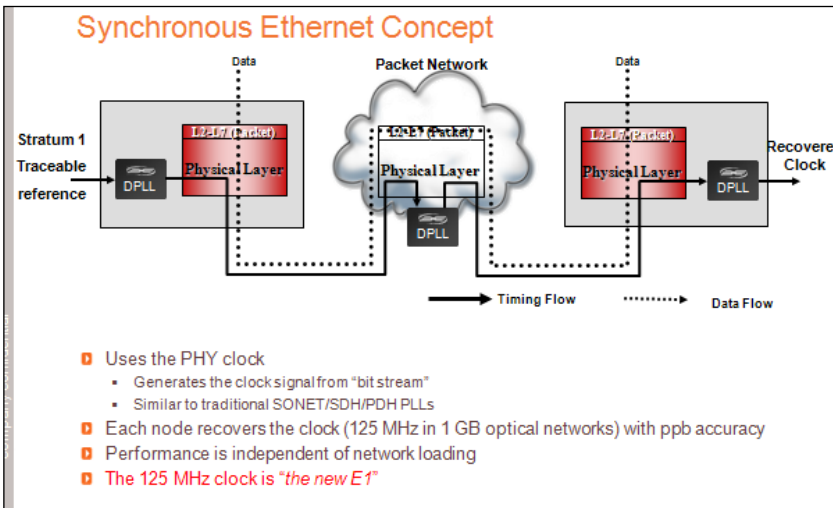 Synchronous Ethernet Concept
Data
Packet Network
Data
Stratum 1
Traceable
reference
DPLL
L2-L7 (Packet)
Physical Layer
L2-L7 (Packet)
Physical Layer
DPLL
L2-L7 (Packet)
Physical Layer
DPLL
Recovere
Clock
Timing Flow
Data Flow
Uses the PHY clock
Generates the clock signal from “bit stream”
Similar to traditional SONET/SDH/PDH PLLs
Each node recovers the clock (125 MHz in 1 GB optical networks) with ppb accuracy
Performance is independent of network loading
The 125 MHz clock is “the new E1”